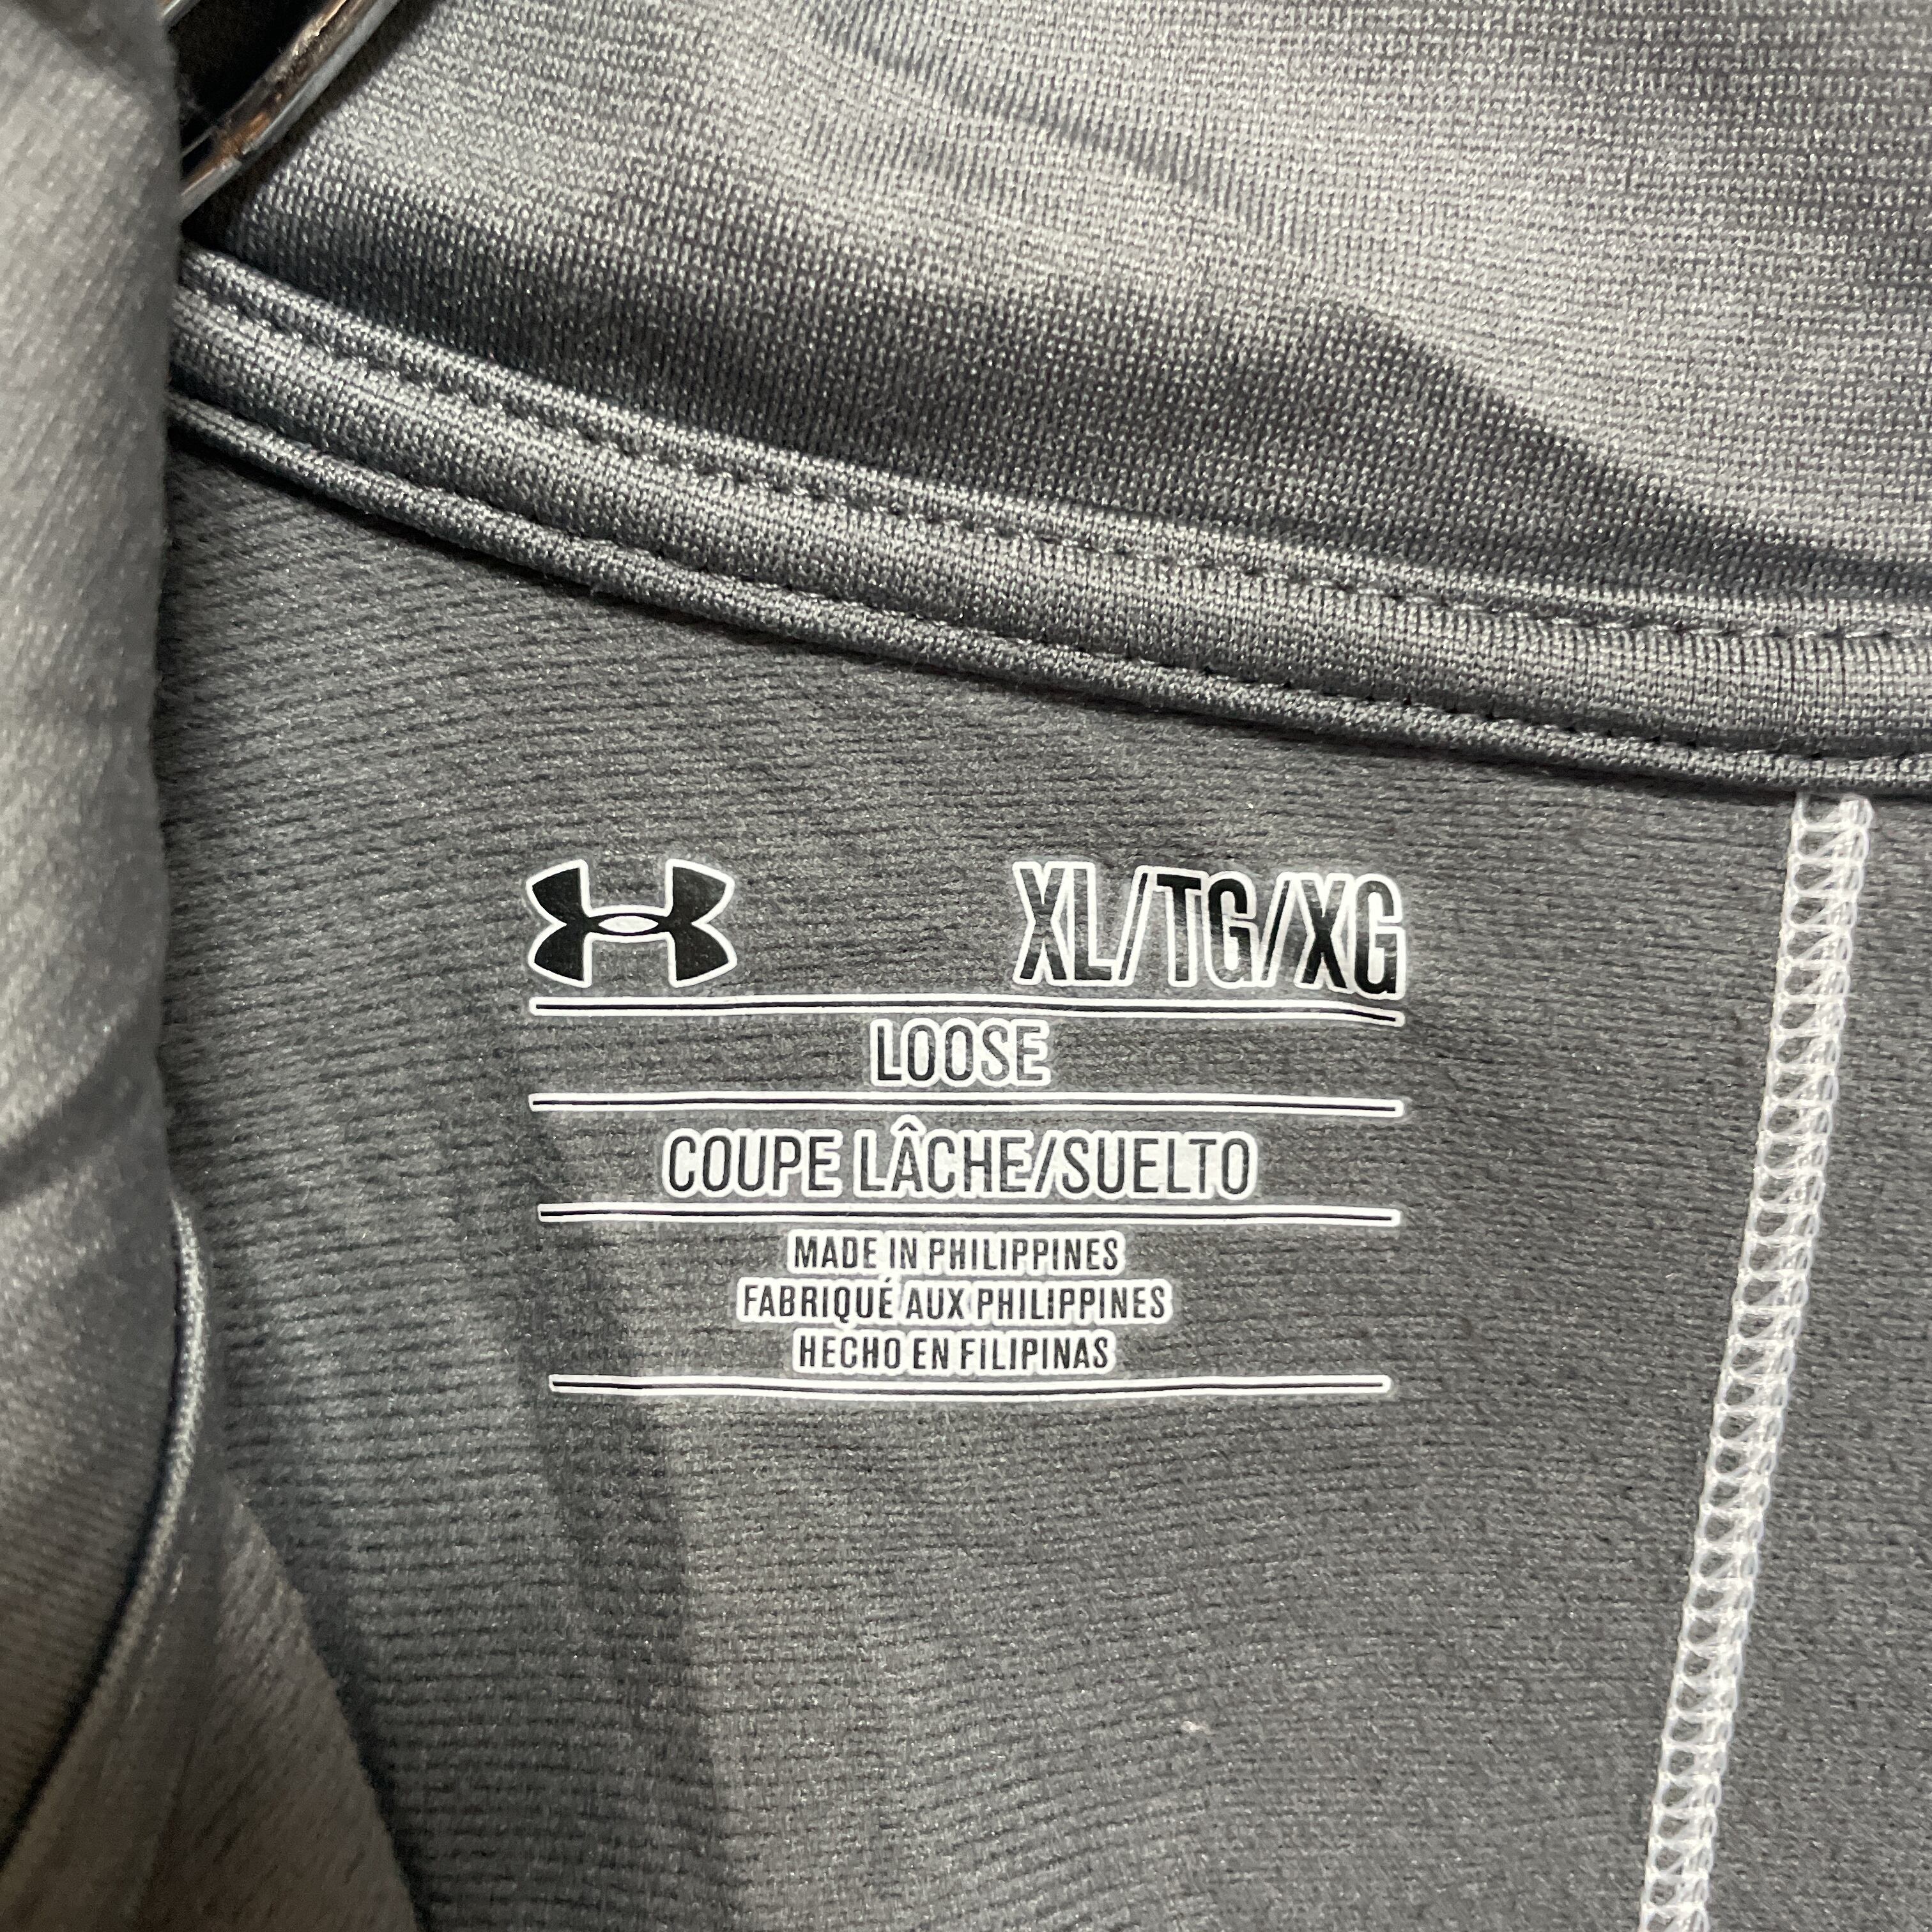 XL/TG/XG
LOOSE
COUPE LÂCHE/SUELTO
MADE IN PHILIPPINES
FABRIQUÉ AUX PHILIPPINES
HECHO EN FILIPINAS